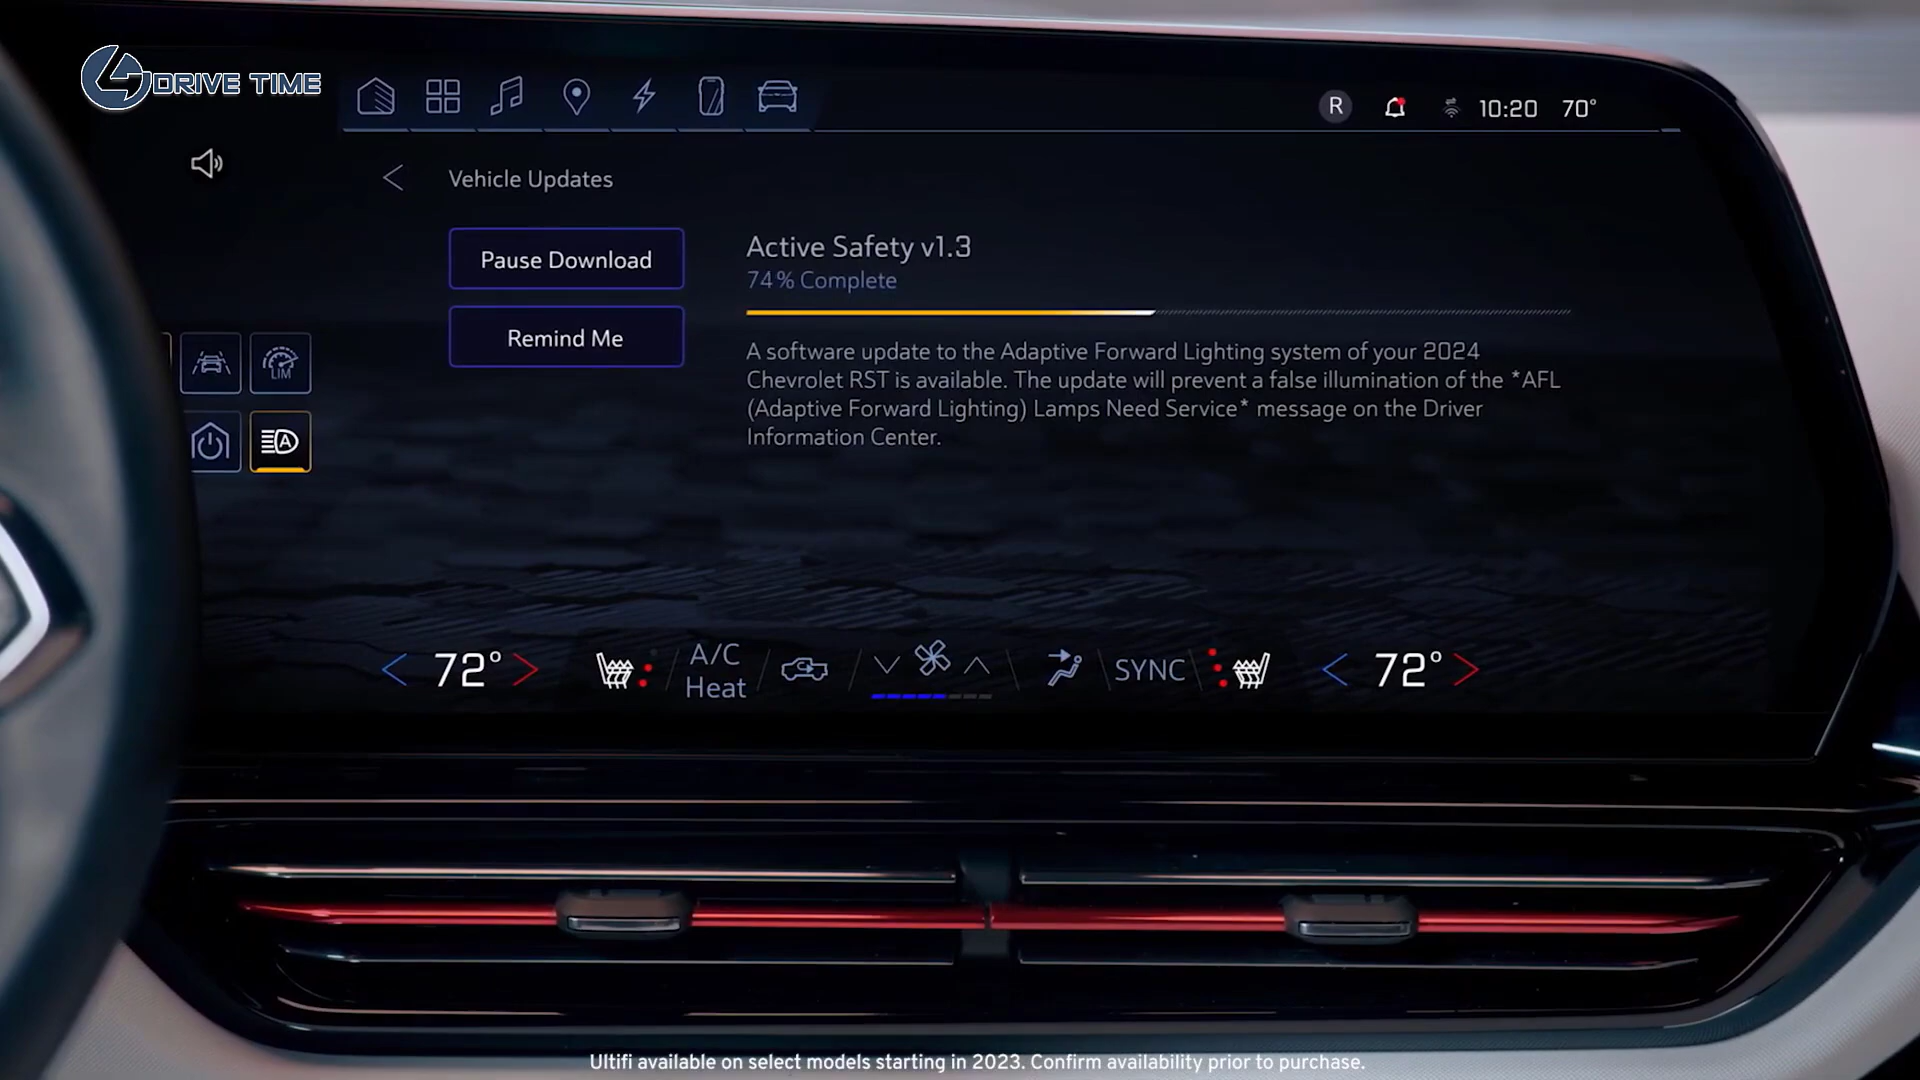 DRIVE TIME
R
10:20
70°
Vehicle Updates
Pause Download
Remind Me
Active Safety v1.3
74% Complete
A software update to the Adaptive Forward Lighting system of your 2024
Chevrolet RST is available. The update will prevent a false illumination of the *AFL
(Adaptive Forward Lighting) Lamps Need Service* message on the Driver
Information Center.
LIM
A
72°
A/C
Heat
SYNC
72°
Ultifi available on select models starting in 2023. Confirm availability prior to purchase.